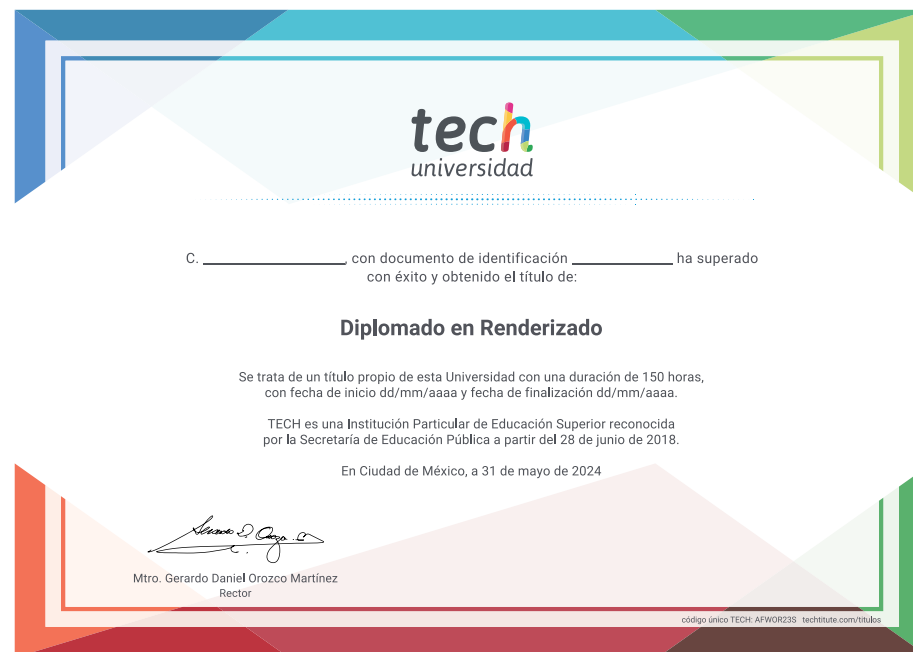 tech
universidad
C. ____________________, con documento de identificación ______________ ha superado
con éxito y obtenido el título de:
Diplomado en Renderizado
Se trata de un título propio de esta Universidad con una duración de 150 horas,
con fecha de inicio dd/mm/aaaa y fecha de finalización dd/mm/aaaa.
TECH es una Institución Particular de Educación Superior reconocida
por la Secretaría de Educación Pública a partir del 28 de junio de 2018.
En Ciudad de México, a 31 de mayo de 2024
Mtro. Gerardo Daniel Orozco Martínez
Rector
código único TECH: AFWOR23S techtitute.com/titulos